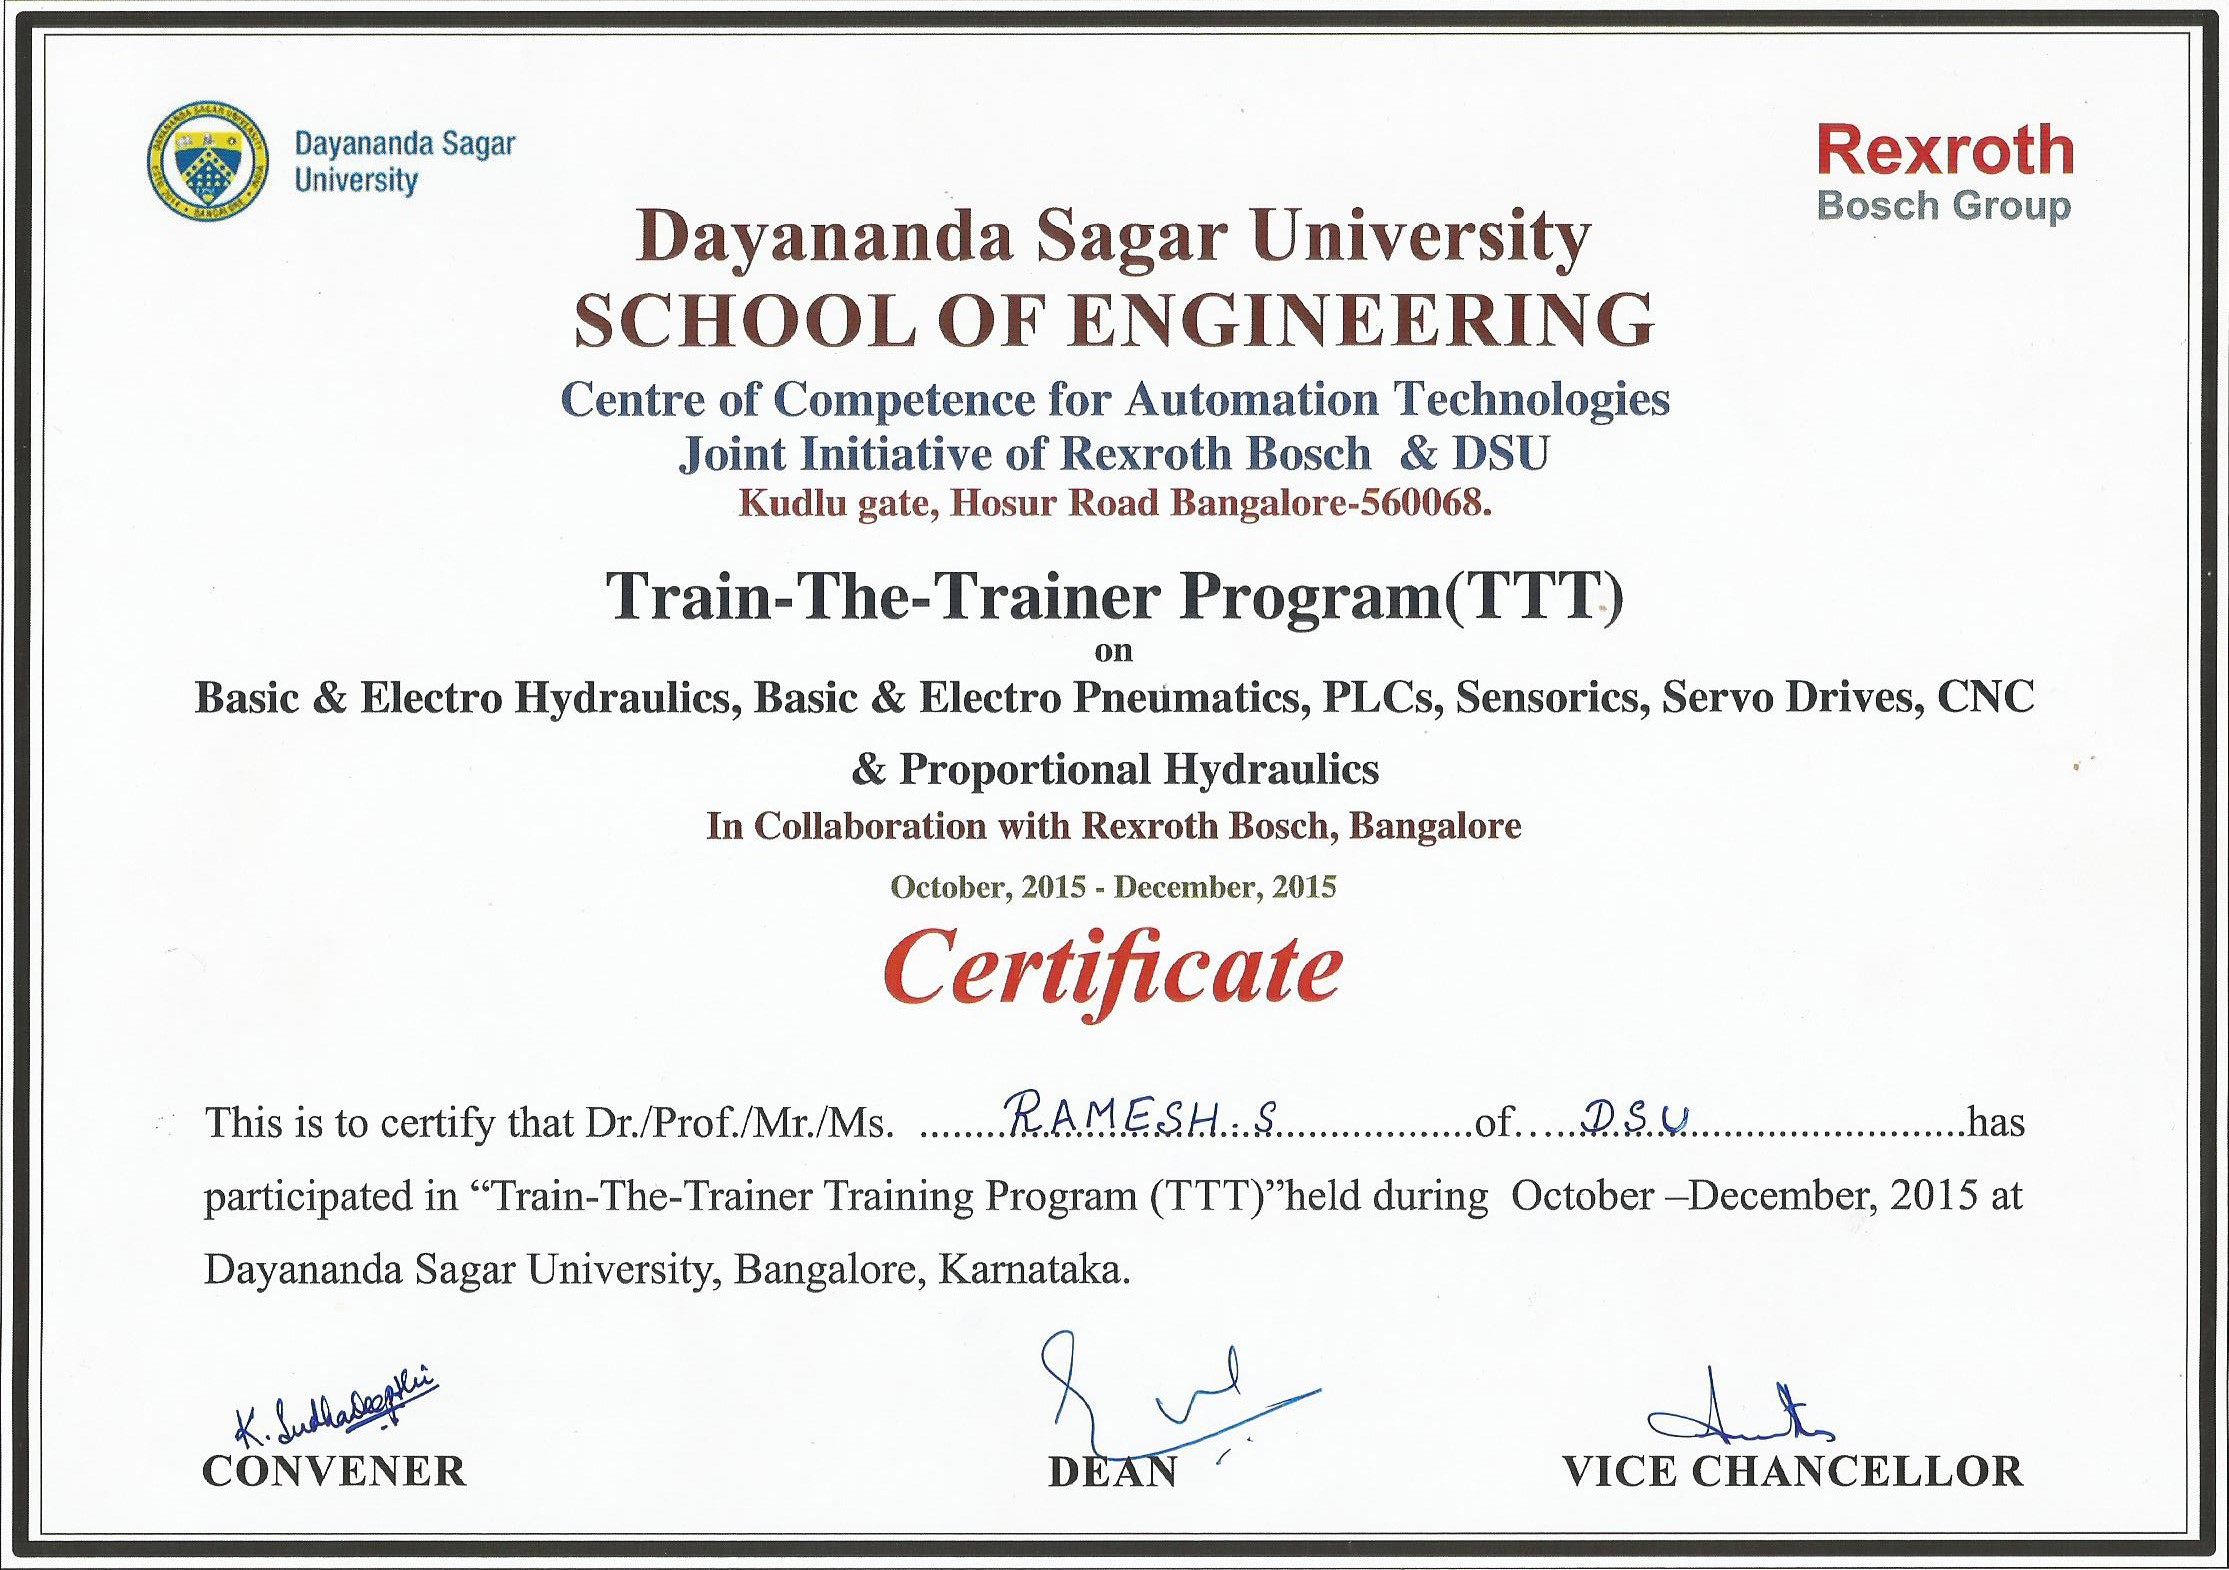 Dayananda Sagar
University
Rexroth
Bosch Group
Dayananda Sagar University
SCHOOL OF ENGINEERING
Centre of Competence for Automation Technologies
Joint Initiative of Rexroth Bosch & DSU
Kudlu gate, Hosur Road Bangalore-560068.
Train-The-Trainer Program(TTT)
on
Basic & Electro Hydraulics, Basic & Electro Pneumatics, PLCs, Sensorics, Servo Drives, CNC
& Proportional Hydraulics
In Collaboration with Rexroth Bosch, Bangalore
October, 2015 - December, 2015
Certificate
This is to certify that Dr./Prof./Mr./Ms. ........RAMESH.S...................of.....DSU..............................has
participated in “Train-The-Trainer Training Program (TTT)”held during October –December, 2015 at
Dayananda Sagar University, Bangalore, Karnataka.
K. Sudhadeepthi
CONVENER
DEAN
VICE CHANCELLOR